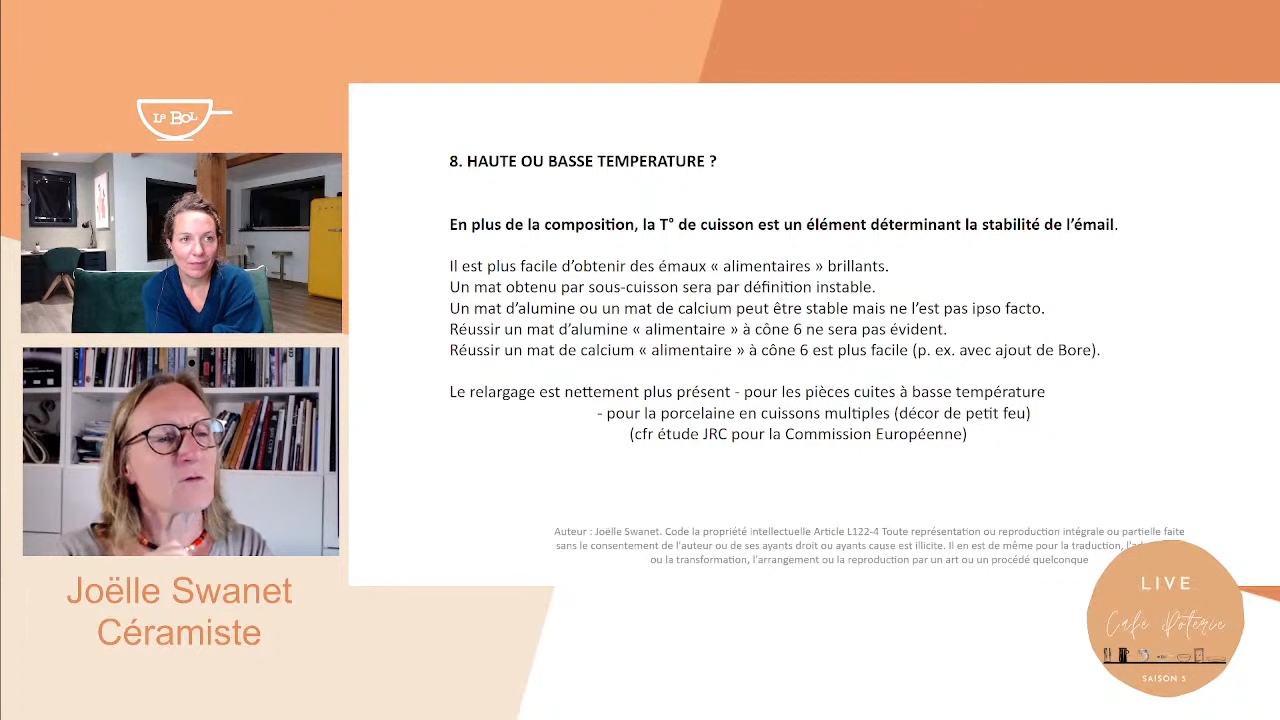 Le BOL
8. HAUTE OU BASSE TEMPERATURE ?
En plus de la composition, la T° de cuisson est un élément déterminant la stabilité de l'émail.
Il est plus facile d'obtenir des émaux « alimentaires » brillants.
Un mat obtenu par sous-cuisson sera par définition instable.
Un mat d'alumine ou un mat de calcium peut être stable mais ne l'est pas ipso facto.
Réussir un mat d'alumine « alimentaire » à cône 6 ne sera pas évident.
Réussir un mat de calcium « alimentaire » à cône 6 est plus facile (p. ex. avec ajout de Bore).
Le relargage est nettement plus présent - pour les pièces cuites à basse température
- pour la porcelaine en cuissons multiples (décor de petit feu)
(cfr étude JRC pour la Commission Européenne)
Auteur : Joëlle Swanet. Code la propriété intellectuelle Article L122-4 Toute représentation ou reproduction intégrale ou partielle faite
sans le consentement de l'auteur ou de ses ayants droit ou ayants cause est illicite. Il en est de même pour la traduction,
ou la transformation, l'arrangement ou la reproduction par un art ou un procédé quelconque
Joëlle Swanet
Céramiste
LIVE
Café Poterie
SAISON 5